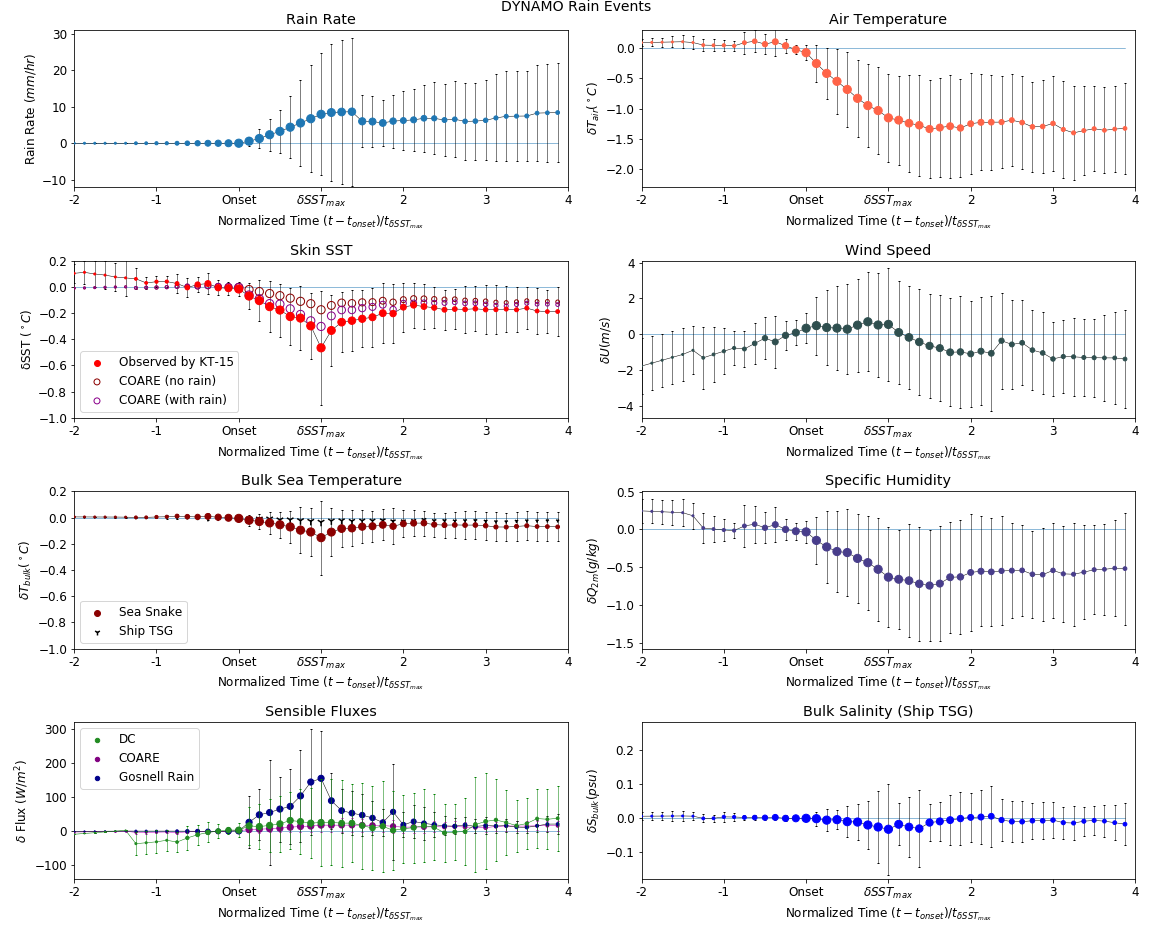 DYNAMO Rain Events
Rain Rate
Rain Rate (mm/hr)
30
20
10
0
−10
-2 -1 Onset δSST_max 2 3 4
Normalized Time (t − t_onset)/t_δSST_max
Air Temperature
δT_air(°C)
0.0
−0.5
−1.0
−1.5
−2.0
-2 -1 Onset δSST_max 2 3 4
Normalized Time (t − t_onset)/t_δSST_max
Skin SST
δSST (°C)
0.2
0.0
−0.2
−0.4
−0.6
−0.8
−1.0
Observed by KT-15
COARE (no rain)
COARE (with rain)
-2 -1 Onset δSST_max 2 3 4
Normalized Time (t − t_onset)/t_δSST_max
Wind Speed
δU(m/s)
4
2
0
−2
−4
-2 -1 Onset δSST_max 2 3 4
Normalized Time (t − t_onset)/t_δSST_max
Bulk Sea Temperature
δT_bulk(°C)
0.2
0.0
−0.2
−0.4
−0.6
−0.8
−1.0
Sea Snake
Ship TSG
-2 -1 Onset δSST_max 2 3 4
Normalized Time (t − t_onset)/t_δSST_max
Specific Humidity
δQ_2m(g/kg)
0.5
0.0
−0.5
−1.0
−1.5
-2 -1 Onset δSST_max 2 3 4
Normalized Time (t − t_onset)/t_δSST_max
Sensible Fluxes
δ Flux (W/m²)
300
200
100
0
−100
DC
COARE
Gosnell Rain
-2 -1 Onset δSST_max 2 3 4
Normalized Time (t − t_onset)/t_δSST_max
Bulk Salinity (Ship TSG)
δS_bulk(psu)
0.2
0.1
0.0
−0.1
-2 -1 Onset δSST_max 2 3 4
Normalized Time (t − t_onset)/t_δSST_max